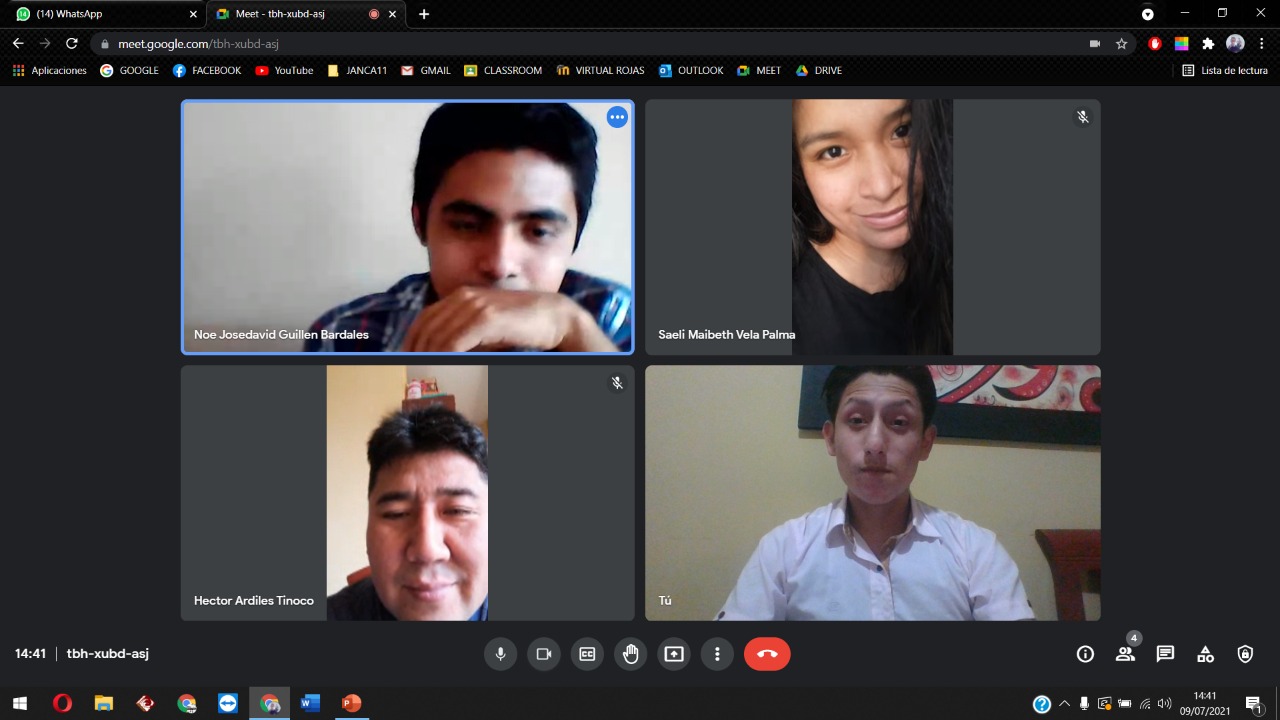 (14) WhatsApp
Meet - tbh-xubd-asj
meet.google.com/tbh-xubd-asj
Aplicaciones GOOGLE FACEBOOK YouTube JANCA11 GMAIL CLASSROOM VIRTUAL ROJAS OUTLOOK MEET DRIVE Lista de lectura
Noe Josedavid Guillen Bardales
Saeli Maibeth Vela Palma
Hector Ardiles Tinoco
Tú
14:41 | tbh-xubd-asj
4
14:41
09/07/2021
1